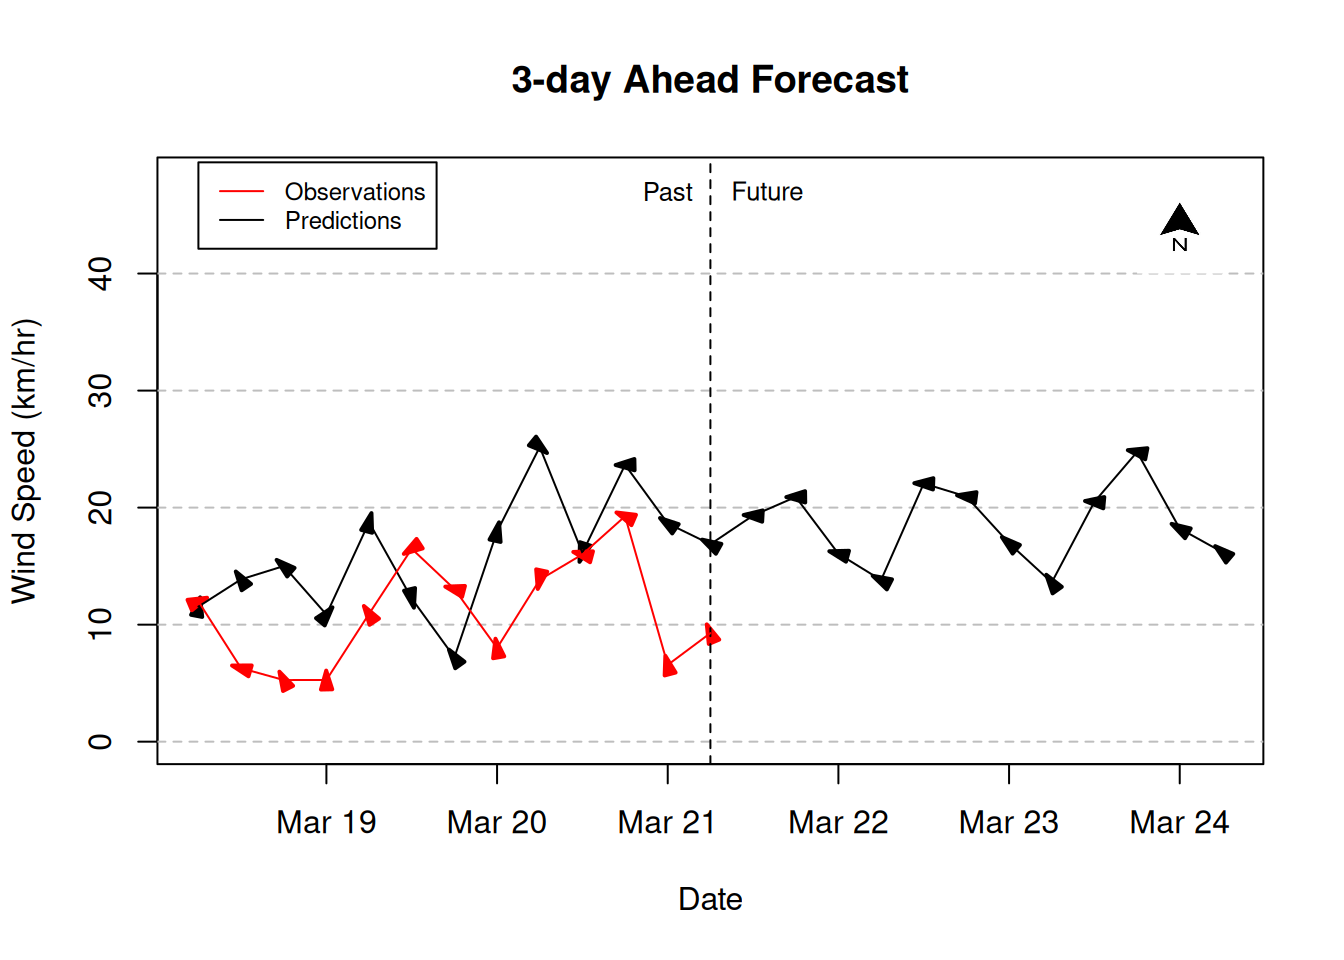 3-day Ahead Forecast
Observations
Predictions
Past
Future
N
Wind Speed (km/hr)
40
30
20
10
0
Mar 19
Mar 20
Mar 21
Mar 22
Mar 23
Mar 24
Date